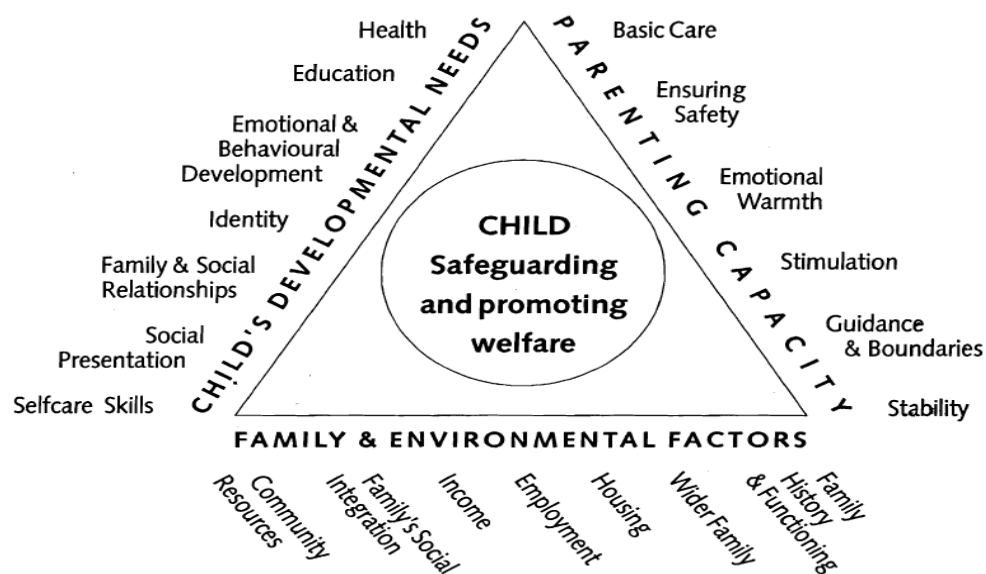 Health
Education
Emotional &
Behavioural
Development
Identity
Family & Social
Relationships
Social
Presentation
Selfcare Skills
CHILD'S DEVELOPMENTAL NEEDS
PARENTING CAPACITY
Basic Care
Ensuring
Safety
Emotional
Warmth
Stimulation
Guidance
& Boundaries
Stability
CHILD
Safeguarding
and promoting
welfare
FAMILY & ENVIRONMENTAL FACTORS
Community
Resources
Family's Social
Integration
Income
Employment
Housing
Wider Family
Family
History
& Functioning